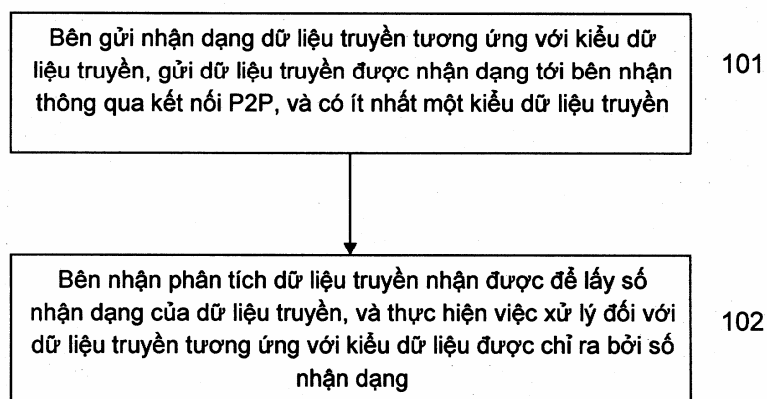 Bên gửi nhận dạng dữ liệu truyền tương ứng với kiểu dữ
liệu truyền, gửi dữ liệu truyền được nhận dạng tới bên nhận
thông qua kết nối P2P, và có ít nhất một kiểu dữ liệu truyền
101
Bên nhận phân tích dữ liệu truyền nhận được để lấy số
nhận dạng của dữ liệu truyền, và thực hiện việc xử lý đối với
dữ liệu truyền tương ứng với kiểu dữ liệu được chỉ ra bởi số
nhận dạng
102